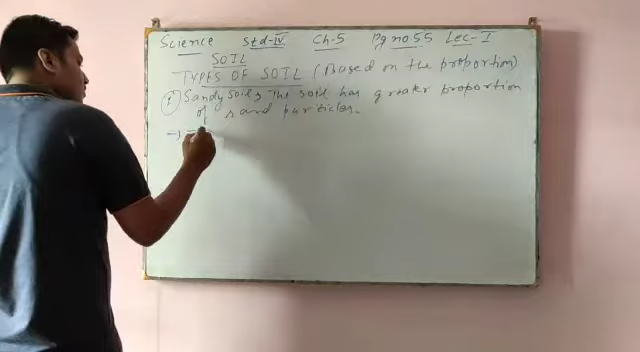 Science Std-IV Ch-5 Pg no 55 Lec-I
SOIL
TYPES OF SOIL (Based on the proportion)
① Sandy soil → The soil has greater proportion
of sand particles.
→